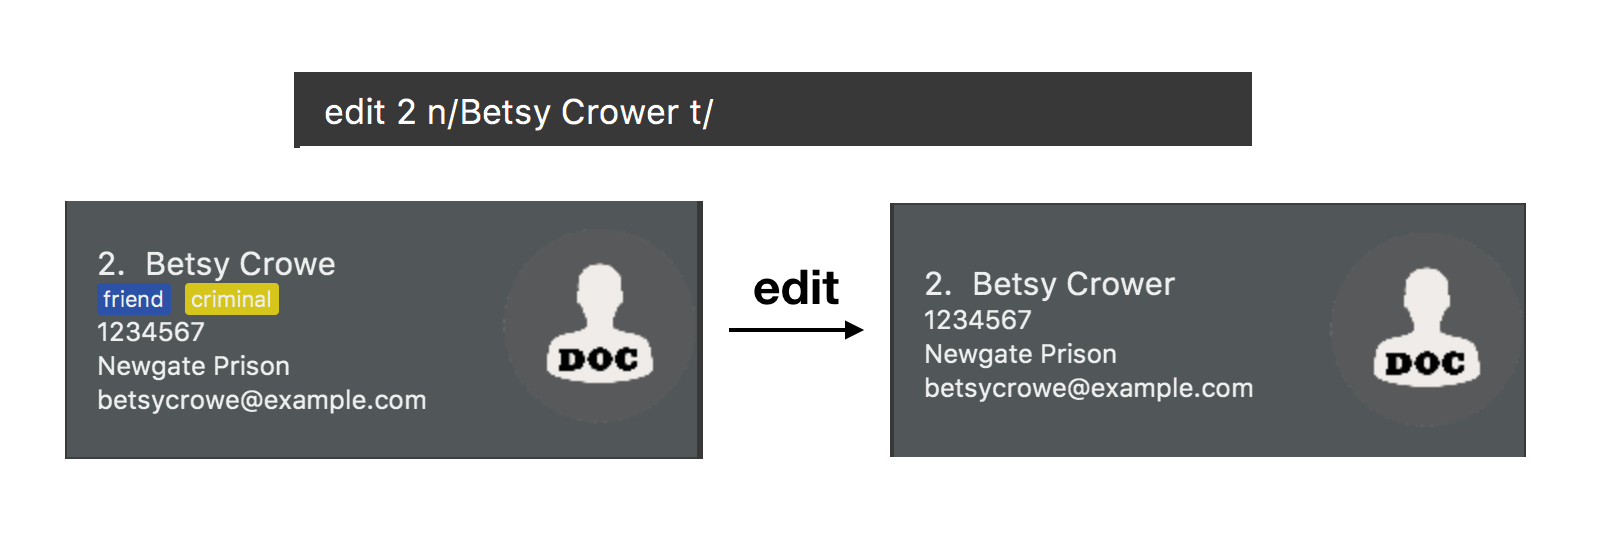 edit 2 n/Betsy Crower t/
2. Betsy Crowe
friend criminal
1234567
Newgate Prison
betsycrowe@example.com
DOC
edit
2. Betsy Crower
1234567
Newgate Prison
betsycrowe@example.com
DOC